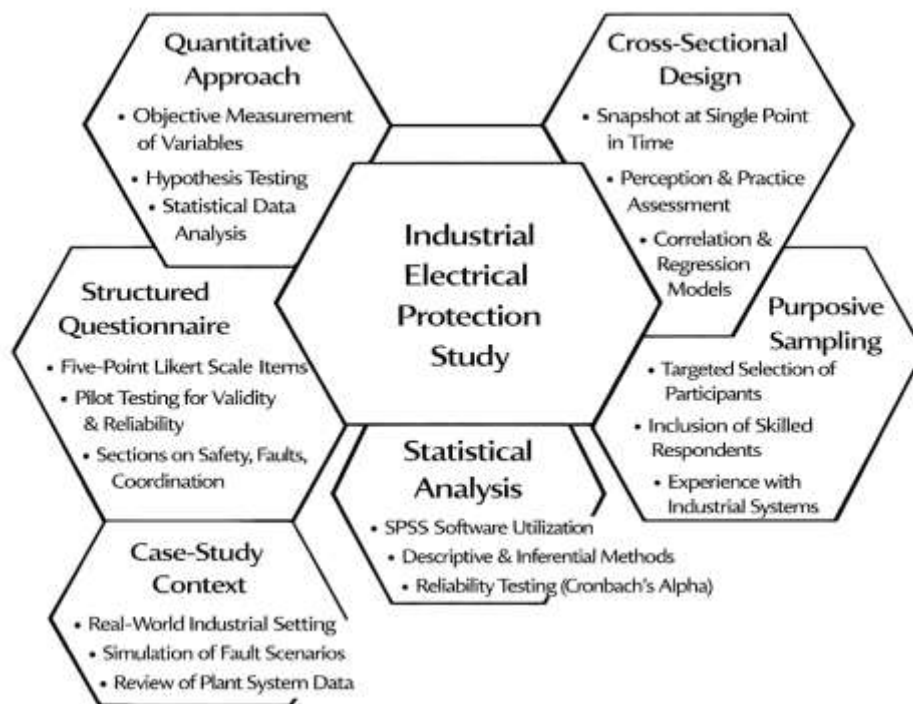 Quantitative
Approach
• Objective Measurement
of Variables
• Hypothesis Testing
• Statistical Data
Analysis
Cross-Sectional
Design
• Snapshot at Single Point
in Time
• Perception & Practice
Assessment
• Correlation &
Regression
Models
Industrial
Electrical
Protection
Study
Structured
Questionnaire
• Five-Point Likert Scale Items
• Pilot Testing for Validity
& Reliability
• Sections on Safety, Faults,
Coordination
Purposive
Sampling
• Targeted Selection of
Participants
• Inclusion of Skilled
Respondents
• Experience with
Industrial Systems
Statistical
Analysis
• SPSS Software Utilization
• Descriptive & Inferential Methods
• Reliability Testing (Cronbach's Alpha)
Case-Study
Context
• Real-World Industrial Setting
• Simulation of Fault Scenarios
• Review of Plant System Data